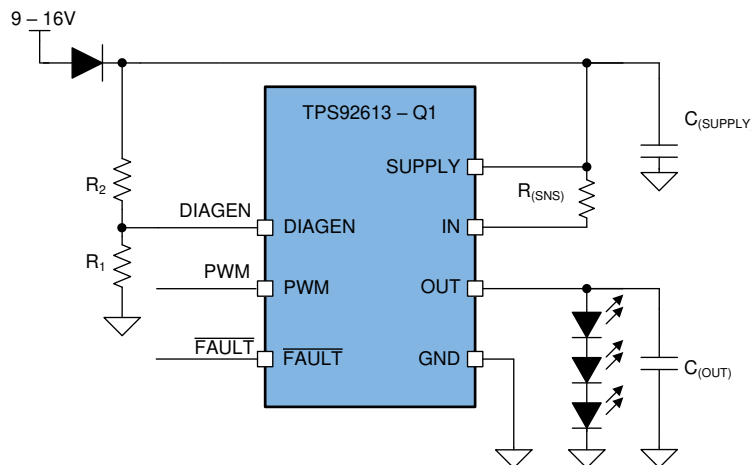 9 – 16V
TPS92613 – Q1
C(SUPPLY
SUPPLY
R2
R(SNS)
DIAGEN
DIAGEN
IN
R1
PWM
PWM
OUT
FAULT
FAULT
GND
C(OUT)